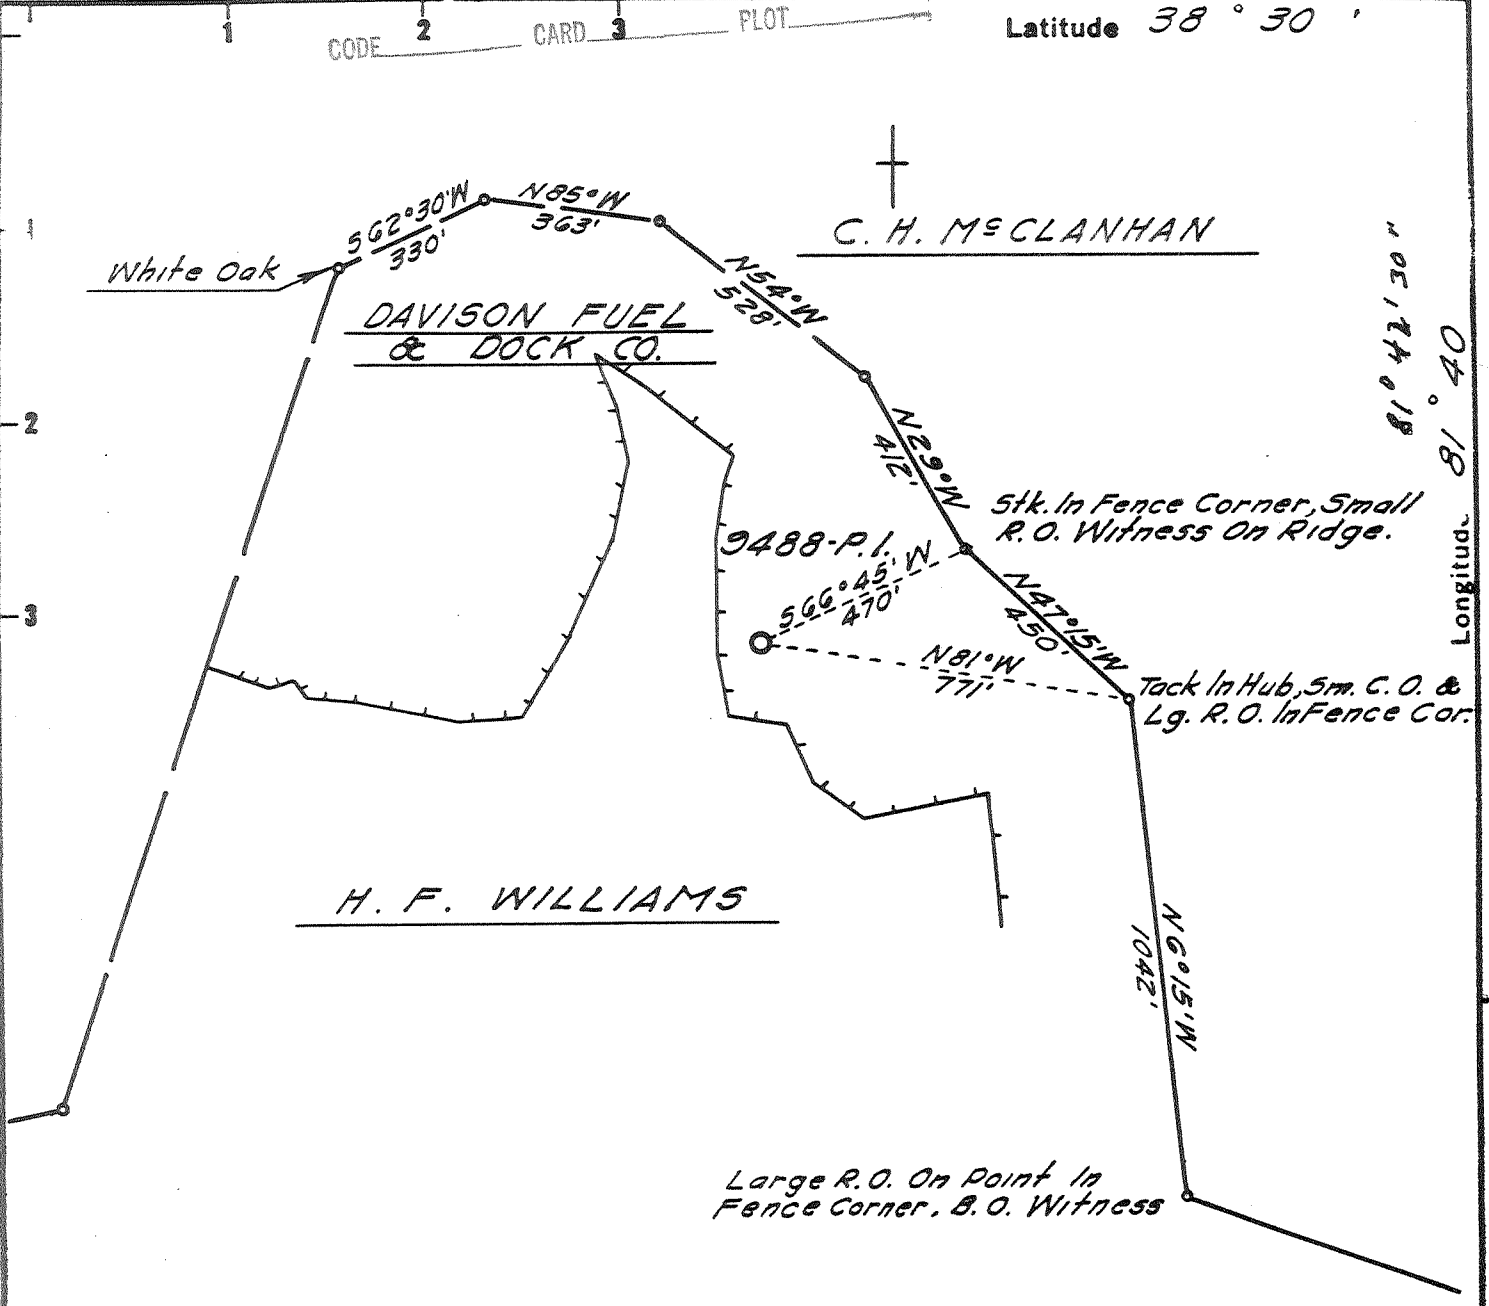 1
2
3
CODE
CARD
PLOT
Latitude 38° 30 '
C. H. McCLANHAN
N85°W
363'
S62°30'W
330'
White Oak
1
81° 42' 30"
N54°W
528'
DAVISON FUEL
& DOCK CO.
81° 40
Longitud
2
N29°W
412'
Stk. In Fence Corner, Small
R.O. Witness On Ridge.
9488-P.I.
S66°45'W
470'
3
N47°15'W
450'
N81°W
771'
Tack In Hub, Sm. C.O. &
Lg. R.O. In Fence Cor.
H. F. WILLIAMS
N6°15'W
1042'
Large R.O. On Point In
Fence Corner, B.O. Witness